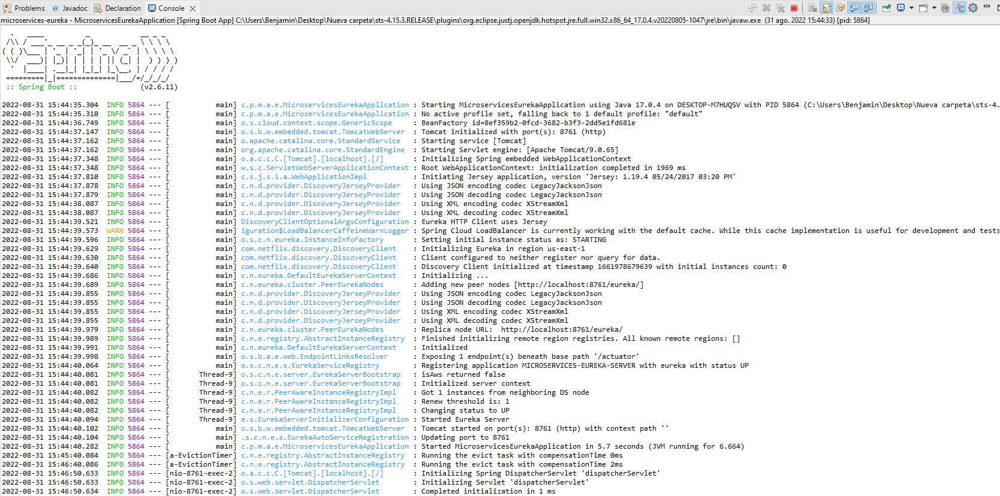 Problems @ Javadoc Declaration Console
microservices-eureka - MicroservicesEurekaApplication [Spring Boot App] C:\Users\Benjamin\Desktop\Nueva carpeta\sts-4.15.3.RELEASE\plugins\org.eclipse.justj.openjdk.hotspot.jre.full.win32.x86_64_17.0.4.v20220805-1047\jre\bin\javaw.exe (31 ago. 2022 15:44:33) [pid: 5864]
  .   ____          _            __ _ _
 /\\ / ___'_ __ _ _(_)_ __  __ _ \ \ \ \
( ( )\___ | '_ | '_| | '_ \/ _` | \ \ \ \
 \\/  ___)| |_)| | | | | || (_| |  ) ) ) )
  '  |____| .__|_| |_|_| |_\__, | / / / /
 =========|_|==============|___/=/_/_/_/
 :: Spring Boot ::               (v2.6.11)
2022-08-31 15:44:35.304  INFO 5864 --- [           main] c.p.m.a.e.MicroservicesEurekaApplication : Starting MicroservicesEurekaApplication using Java 17.0.4 on DESKTOP-M7HUQSV with PID 5864 (C:\Users\Benjamin\Desktop\Nueva carpeta\sts-4.
2022-08-31 15:44:35.310  INFO 5864 --- [           main] c.p.m.a.e.MicroservicesEurekaApplication : No active profile set, falling back to 1 default profile: "default"
2022-08-31 15:44:36.749  INFO 5864 --- [           main] o.s.cloud.context.scope.GenericScope     : BeanFactory id=8ef359b2-0fcd-3682-b3f3-2dd5e1fd681e
2022-08-31 15:44:37.147  INFO 5864 --- [           main] o.s.b.w.embedded.tomcat.TomcatWebServer  : Tomcat initialized with port(s): 8761 (http)
2022-08-31 15:44:37.162  INFO 5864 --- [           main] o.apache.catalina.core.StandardService   : Starting service [Tomcat]
2022-08-31 15:44:37.162  INFO 5864 --- [           main] org.apache.catalina.core.StandardEngine  : Starting Servlet engine: [Apache Tomcat/9.0.65]
2022-08-31 15:44:37.348  INFO 5864 --- [           main] o.a.c.c.C.[Tomcat].[localhost].[/]       : Initializing Spring embedded WebApplicationContext
2022-08-31 15:44:37.348  INFO 5864 --- [           main] w.s.c.ServletWebServerApplicationContext : Root WebApplicationContext: initialization completed in 1969 ms
2022-08-31 15:44:37.810  INFO 5864 --- [           main] c.s.j.s.i.a.WebApplicationImpl           : Initiating Jersey application, version 'Jersey: 1.19.4 05/24/2017 03:20 PM'
2022-08-31 15:44:37.878  INFO 5864 --- [           main] c.n.d.provider.DiscoveryJerseyProvider   : Using JSON encoding codec LegacyJacksonJson
2022-08-31 15:44:37.879  INFO 5864 --- [           main] c.n.d.provider.DiscoveryJerseyProvider   : Using JSON decoding codec LegacyJacksonJson
2022-08-31 15:44:38.087  INFO 5864 --- [           main] c.n.d.provider.DiscoveryJerseyProvider   : Using XML encoding codec XStreamXml
2022-08-31 15:44:38.087  INFO 5864 --- [           main] c.n.d.provider.DiscoveryJerseyProvider   : Using XML decoding codec XStreamXml
2022-08-31 15:44:39.521  INFO 5864 --- [           main] DiscoveryClientOptionalArgsConfiguration : Eureka HTTP Client uses Jersey
2022-08-31 15:44:39.573  WARN 5864 --- [           main] iguration$LoadBalancerCaffeineWarnLogger : Spring Cloud LoadBalancer is currently working with the default cache. While this cache implementation is useful for development and tests
2022-08-31 15:44:39.596  INFO 5864 --- [           main] o.s.c.n.eureka.InstanceInfoFactory       : Setting initial instance status as: STARTING
2022-08-31 15:44:39.629  INFO 5864 --- [           main] com.netflix.discovery.DiscoveryClient    : Initializing Eureka in region us-east-1
2022-08-31 15:44:39.630  INFO 5864 --- [           main] com.netflix.discovery.DiscoveryClient    : Client configured to neither register nor query for data.
2022-08-31 15:44:39.640  INFO 5864 --- [           main] com.netflix.discovery.DiscoveryClient    : Discovery Client initialized at timestamp 1661978679639 with initial instances count: 0
2022-08-31 15:44:39.686  INFO 5864 --- [           main] c.n.eureka.DefaultEurekaServerContext    : Initializing ...
2022-08-31 15:44:39.689  INFO 5864 --- [           main] c.n.eureka.cluster.PeerEurekaNodes       : Adding new peer nodes [http://localhost:8761/eureka/]
2022-08-31 15:44:39.855  INFO 5864 --- [           main] c.n.d.provider.DiscoveryJerseyProvider   : Using JSON encoding codec LegacyJacksonJson
2022-08-31 15:44:39.855  INFO 5864 --- [           main] c.n.d.provider.DiscoveryJerseyProvider   : Using JSON decoding codec LegacyJacksonJson
2022-08-31 15:44:39.855  INFO 5864 --- [           main] c.n.d.provider.DiscoveryJerseyProvider   : Using XML encoding codec XStreamXml
2022-08-31 15:44:39.855  INFO 5864 --- [           main] c.n.d.provider.DiscoveryJerseyProvider   : Using XML decoding codec XStreamXml
2022-08-31 15:44:39.979  INFO 5864 --- [           main] c.n.eureka.cluster.PeerEurekaNodes       : Replica node URL:  http://localhost:8761/eureka/
2022-08-31 15:44:39.989  INFO 5864 --- [           main] c.n.e.registry.AbstractInstanceRegistry  : Finished initializing remote region registries. All known remote regions: []
2022-08-31 15:44:39.991  INFO 5864 --- [           main] c.n.eureka.DefaultEurekaServerContext    : Initialized
2022-08-31 15:44:39.998  INFO 5864 --- [           main] o.s.b.a.e.web.EndpointLinksResolver      : Exposing 1 endpoint(s) beneath base path '/actuator'
2022-08-31 15:44:40.064  INFO 5864 --- [           main] o.s.c.n.e.s.EurekaServiceRegistry        : Registering application MICROSERVICES-EUREKA-SERVER with eureka with status UP
2022-08-31 15:44:40.081  INFO 5864 --- [       Thread-9] o.s.c.n.e.server.EurekaServerBootstrap   : isAws returned false
2022-08-31 15:44:40.081  INFO 5864 --- [       Thread-9] o.s.c.n.e.server.EurekaServerBootstrap   : Initialized server context
2022-08-31 15:44:40.082  INFO 5864 --- [       Thread-9] c.n.e.r.PeerAwareInstanceRegistryImpl    : Got 1 instances from neighboring DS node
2022-08-31 15:44:40.082  INFO 5864 --- [       Thread-9] c.n.e.r.PeerAwareInstanceRegistryImpl    : Renew threshold is: 1
2022-08-31 15:44:40.082  INFO 5864 --- [       Thread-9] c.n.e.r.PeerAwareInstanceRegistryImpl    : Changing status to UP
2022-08-31 15:44:40.094  INFO 5864 --- [       Thread-9] e.s.EurekaServerInitializerConfiguration : Started Eureka Server
2022-08-31 15:44:40.102  INFO 5864 --- [           main] o.s.b.w.embedded.tomcat.TomcatWebServer  : Tomcat started on port(s): 8761 (http) with context path ''
2022-08-31 15:44:40.104  INFO 5864 --- [           main] .s.c.n.e.s.EurekaAutoServiceRegistration : Updating port to 8761
2022-08-31 15:44:40.282  INFO 5864 --- [           main] c.p.m.a.e.MicroservicesEurekaApplication : Started MicroservicesEurekaApplication in 5.7 seconds (JVM running for 6.664)
2022-08-31 15:45:40.084  INFO 5864 --- [a-EvictionTimer] c.n.e.registry.AbstractInstanceRegistry  : Running the evict task with compensationTime 0ms
2022-08-31 15:46:40.086  INFO 5864 --- [a-EvictionTimer] c.n.e.registry.AbstractInstanceRegistry  : Running the evict task with compensationTime 2ms
2022-08-31 15:46:50.633  INFO 5864 --- [nio-8761-exec-2] o.a.c.c.C.[Tomcat].[localhost].[/]       : Initializing Spring DispatcherServlet 'dispatcherServlet'
2022-08-31 15:46:50.633  INFO 5864 --- [nio-8761-exec-2] o.s.web.servlet.DispatcherServlet        : Initializing Servlet 'dispatcherServlet'
2022-08-31 15:46:50.634  INFO 5864 --- [nio-8761-exec-2] o.s.web.servlet.DispatcherServlet        : Completed initialization in 1 ms